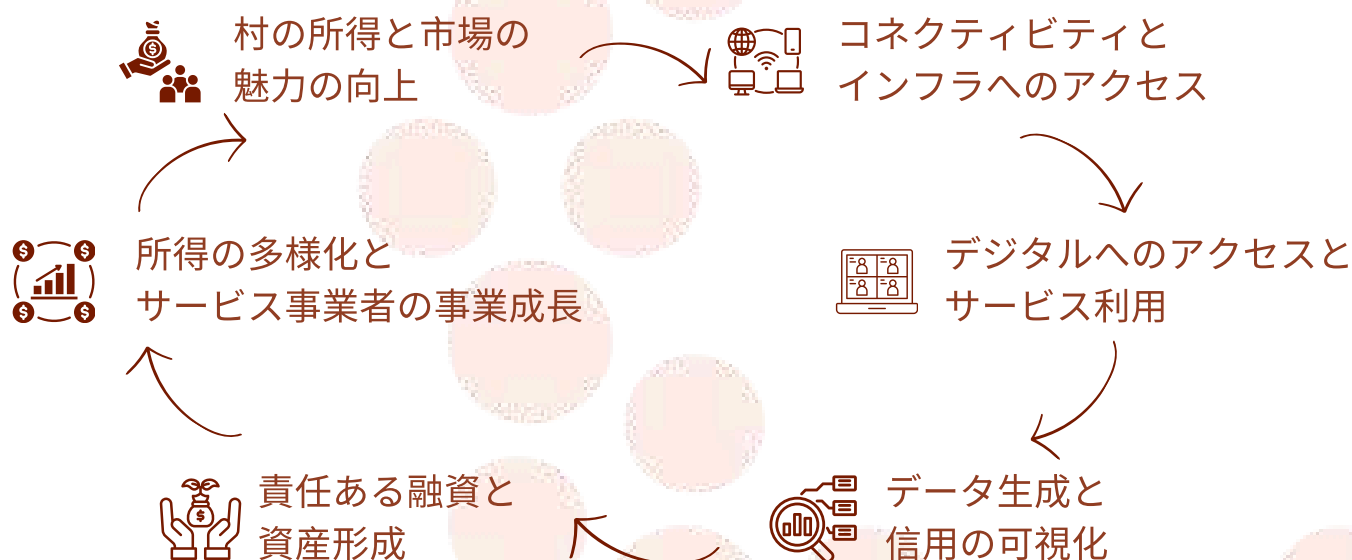 村の所得と市場の
魅力の向上
コネクティビティと
インフラへのアクセス
デジタルへのアクセスと
サービス利用
データ生成と
信用の可視化
責任ある融資と
資産形成
所得の多様化と
サービス事業者の事業成長